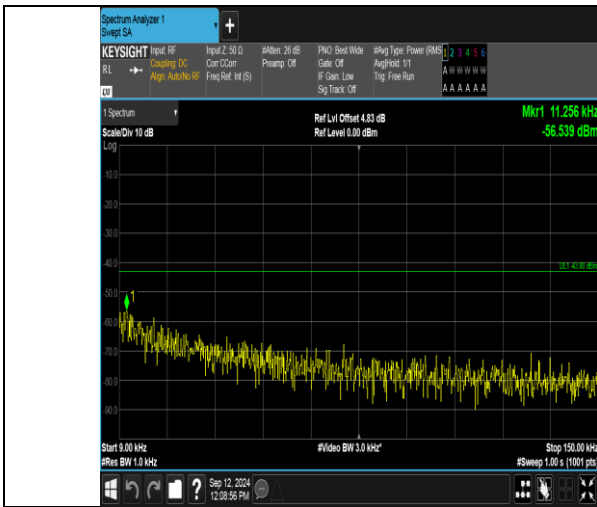 Spectrum Analyzer 1
Swept SA
+
KEYSIGHT Input: RF Input Z: 50 Ω #Atten: 26 dB PNO: Best Wide #Avg Type: Power (RMS 1 2 3 4 5 6
RL Coupling: DC Corr CCorr Preamp: Off Gate: Off Avg|Hold: 1/1 A W W W W W
Align: Auto/No RF Freq Ref: Int (S) IF Gain: Low Trig: Free Run A A A A A A
LXI Sig Track: Off
1 Spectrum Ref Lvl Offset 4.83 dB Mkr1 11.256 kHz
Scale/Div 10 dB Ref Level 0.00 dBm -56.539 dBm
Log
-10.0
-20.0
-30.0
-40.0
DL1 -43.00 dBm
-50.0
1
-60.0
-70.0
-80.0
-90.0
Start 9.00 kHz #Video BW 3.0 kHz* Stop 150.00 kHz
#Res BW 1.0 kHz #Sweep 1.00 s (1001 pts)
? Sep 12, 2024
12:08:56 PM